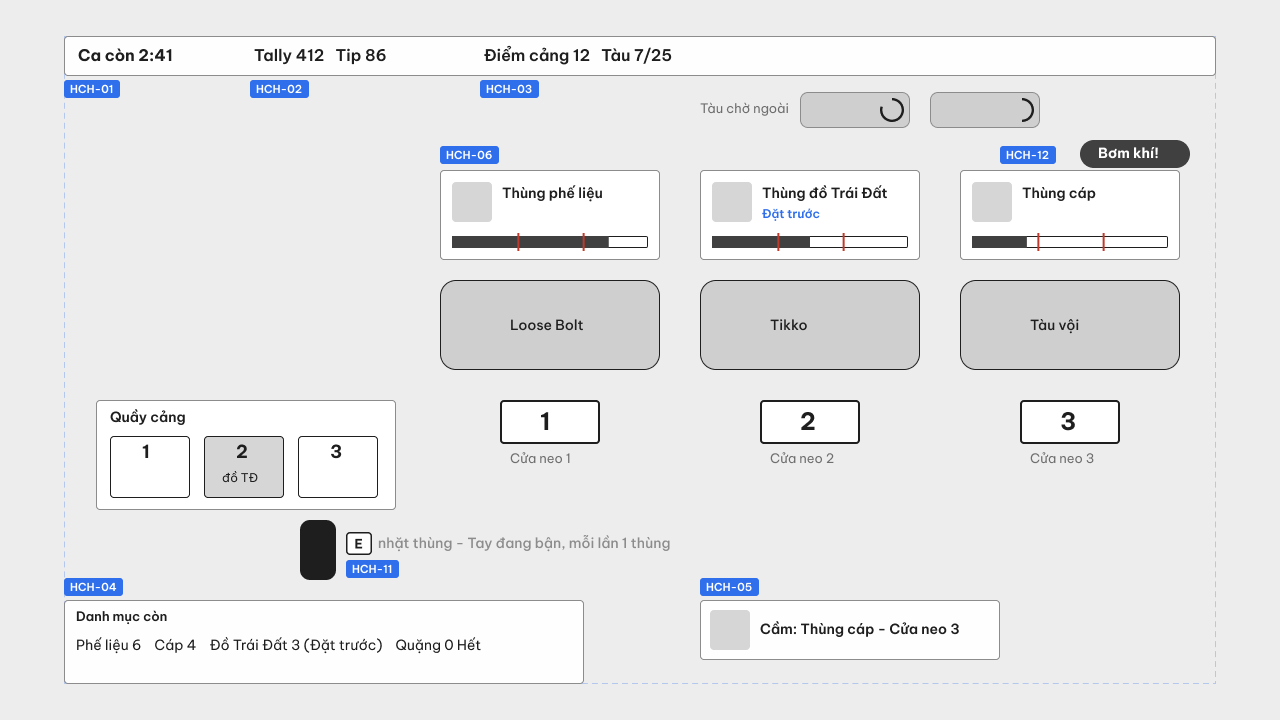 Ca còn 2:41
Tally 412 Tip 86
Điểm cảng 12 Tàu 7/25
HCH-01
HCH-02
HCH-03
Tàu chờ ngoài
HCH-06
HCH-12
Bơm khí!
Thùng phế liệu
Thùng đồ Trái Đất
Đặt trước
Thùng cáp
Loose Bolt
Tikko
Tàu vội
Quầy cảng
1
2
đồ TĐ
3
1
Cửa neo 1
2
Cửa neo 2
3
Cửa neo 3
E nhặt thùng - Tay đang bận, mỗi lần 1 thùng
HCH-11
HCH-04
Danh mục còn
Phế liệu 6 Cáp 4 Đồ Trái Đất 3 (Đặt trước) Quặng 0 Hết
HCH-05
Cầm: Thùng cáp - Cửa neo 3